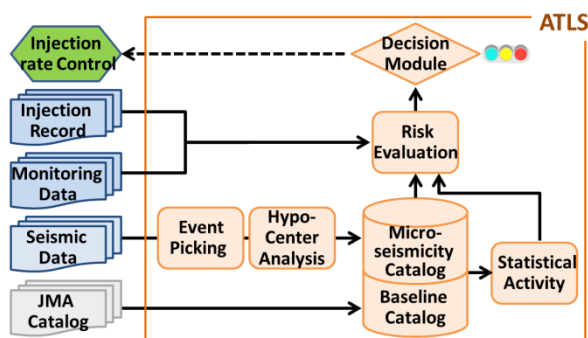 ATLS
Injection
rate Control
Decision
Module
Injection
Record
Risk
Evaluation
Monitoring
Data
Seismic
Data
Event
Picking
Hypo-
Center
Analysis
Micro-
seismicity
Catalog
Statistical
Activity
JMA
Catalog
Baseline
Catalog